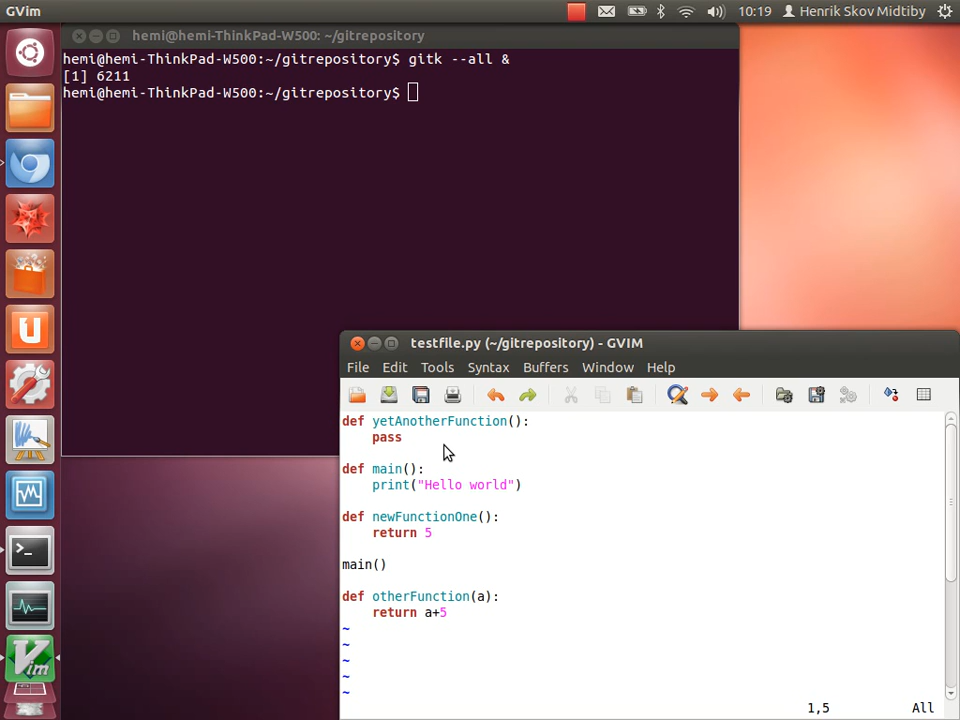 GVim
10:19
Henrik Skov Midtiby
hemi@hemi-ThinkPad-W500: ~/gitrepository
hemi@hemi-ThinkPad-W500:~/gitrepository$ gitk --all &
[1] 6211
hemi@hemi-ThinkPad-W500:~/gitrepository$
testfile.py (~/gitrepository) - GVIM
File Edit Tools Syntax Buffers Window Help
def yetAnotherFunction():
    pass
def main():
    print("Hello world")
def newFunctionOne():
    return 5
main()
def otherFunction(a):
    return a+5
~
~
~
~
~
1,5 All